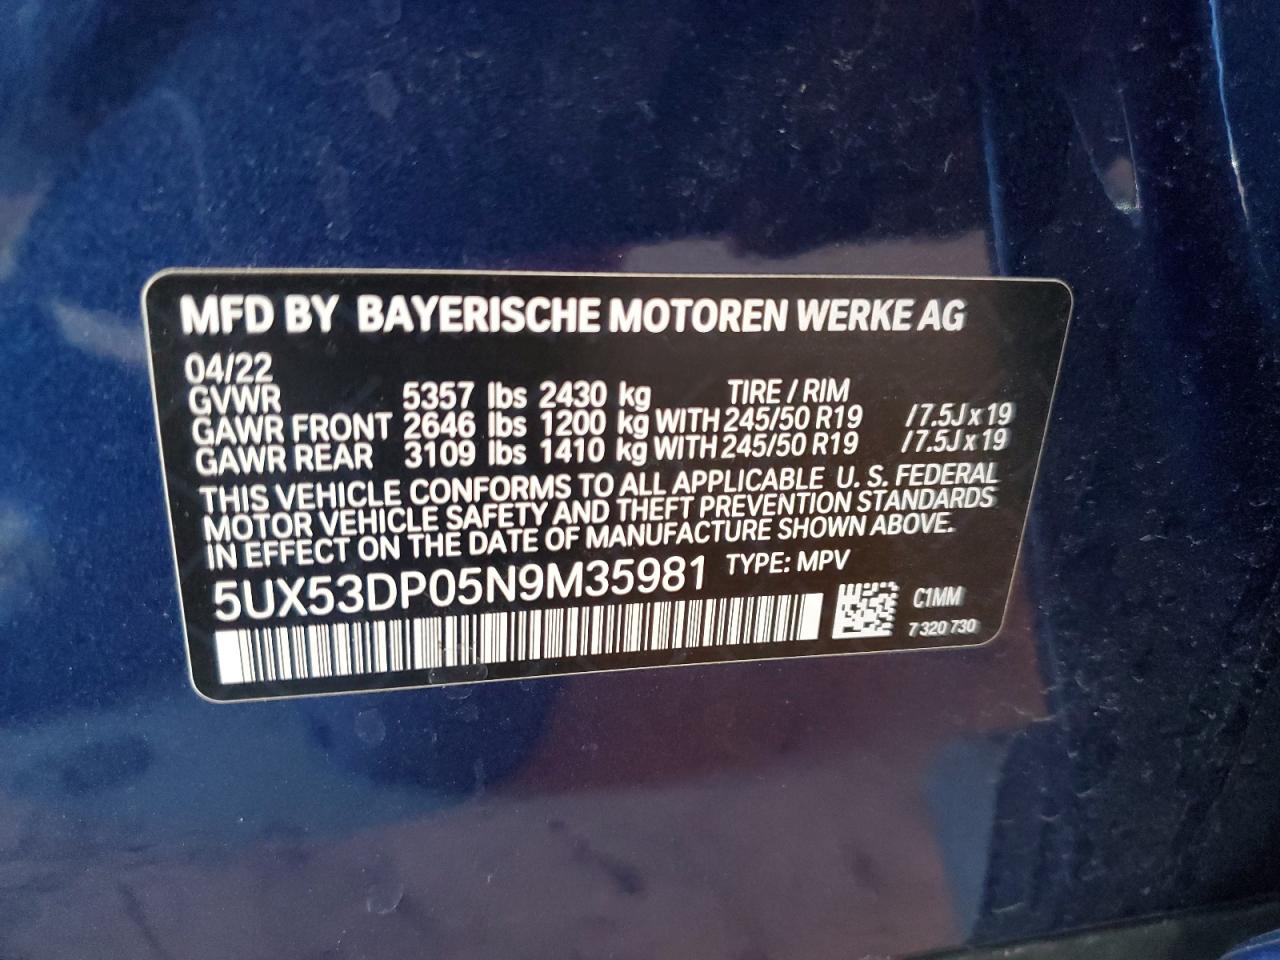 MFD BY BAYERISCHE MOTOREN WERKE AG
04/22
GVWR 5357 lbs 2430 kg TIRE / RIM
GAWR FRONT 2646 lbs 1200 kg WITH 245/50 R19 /7.5J x 19
GAWR REAR 3109 lbs 1410 kg WITH 245/50 R19 /7.5J x 19
THIS VEHICLE CONFORMS TO ALL APPLICABLE U. S. FEDERAL
MOTOR VEHICLE SAFETY AND THEFT PREVENTION STANDARDS
IN EFFECT ON THE DATE OF MANUFACTURE SHOWN ABOVE.
5UX53DP05N9M35981 TYPE: MPV
C1MM
7 320 730